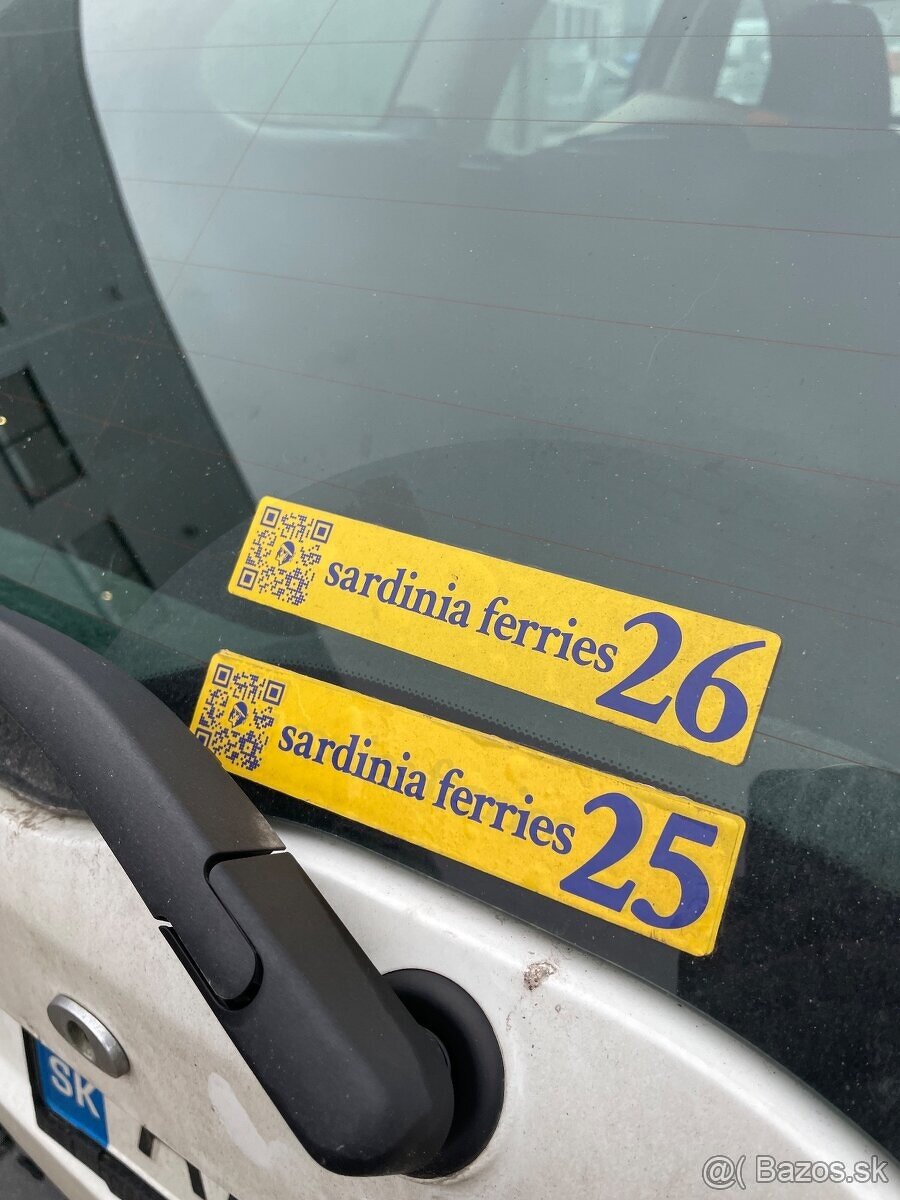 sardinia ferries 26
sardinia ferries 25
SK
@( Bazos.sk